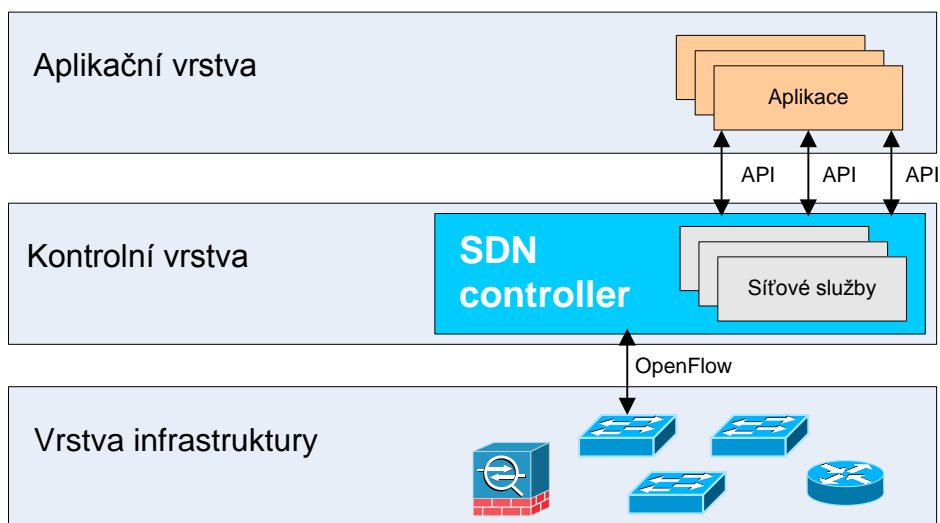 Aplikační vrstva
Aplikace
API
API
API
Kontrolní vrstva
SDN
controller
Síťové služby
OpenFlow
Vrstva infrastruktury